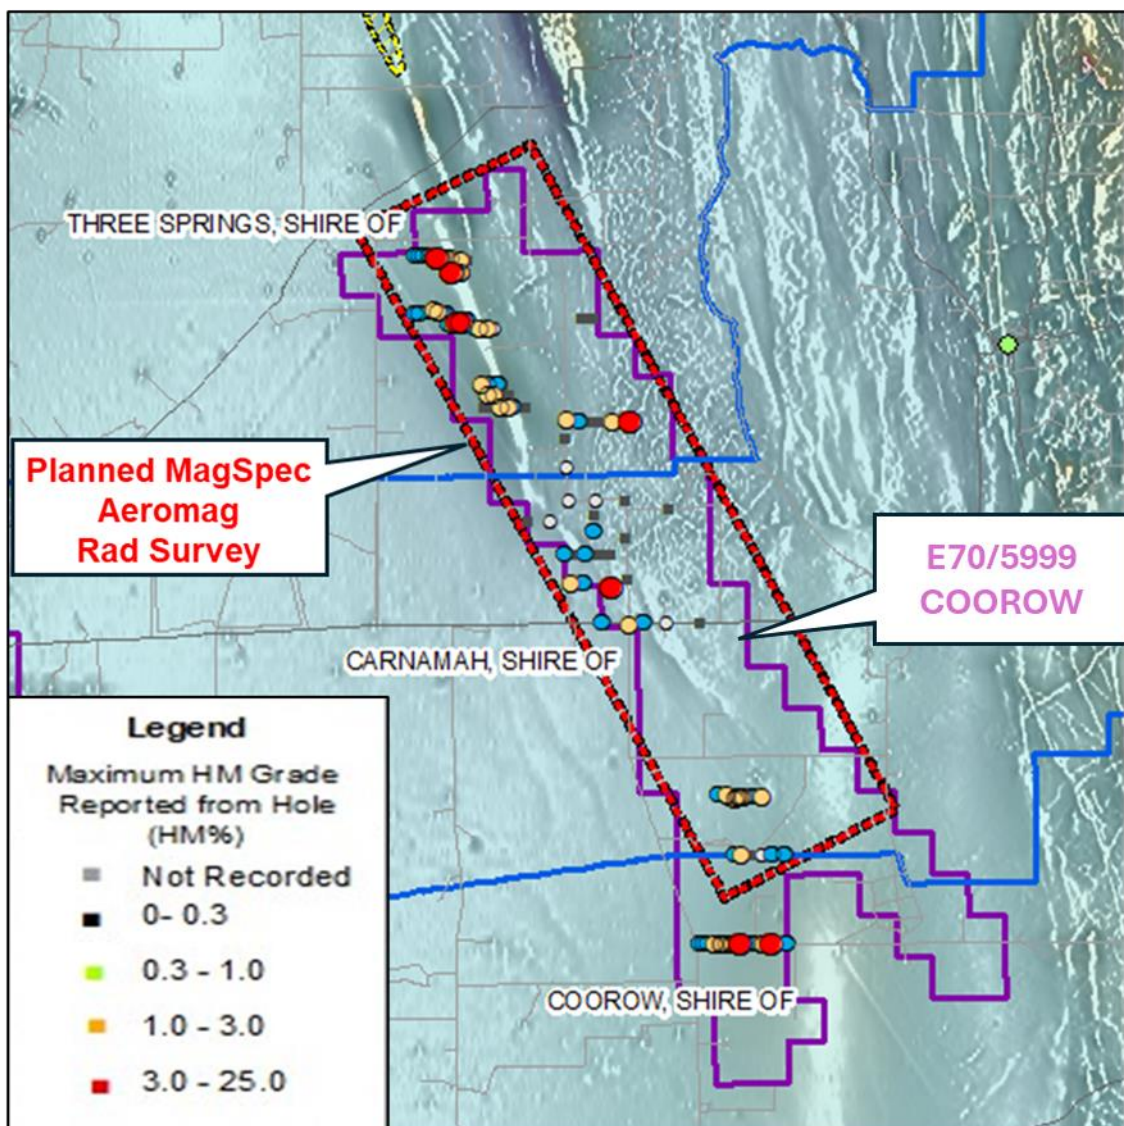 THREE SPRINGS, SHIRE OF
Planned MagSpec
Aeromag
Rad Survey
E70/5999
COOROW
CARNAMAH, SHIRE OF
Legend
Maximum HM Grade
Reported from Hole
(HM%)
Not Recorded
0- 0.3
0.3 - 1.0
1.0 - 3.0
3.0 - 25.0
COOROW, SHIRE OF